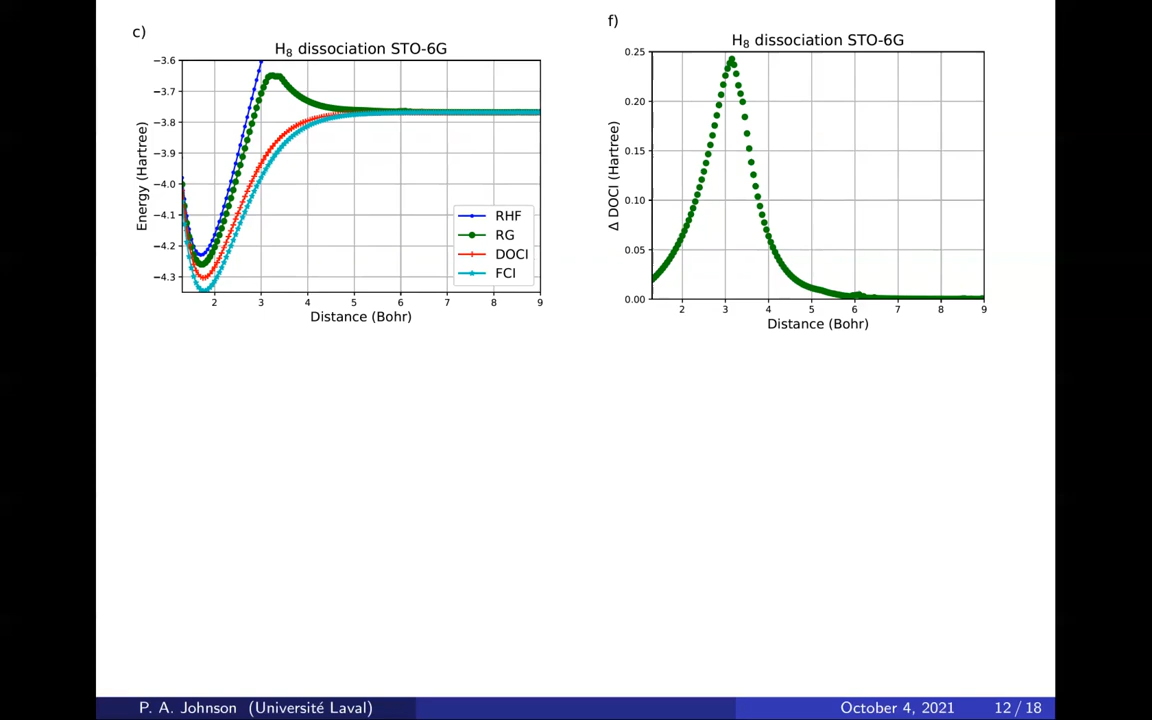 c)
H₈ dissociation STO-6G
−3.6
−3.7
−3.8
−3.9
−4.0
−4.1
−4.2
−4.3
Energy (Hartree)
RHF
RG
DOCI
FCI
2 3 4 5 6 7 8 9
Distance (Bohr)
f)
H₈ dissociation STO-6G
0.25
0.20
0.15
0.10
0.05
0.00
Δ DOCI (Hartree)
2 3 4 5 6 7 8 9
Distance (Bohr)
P. A. Johnson (Université Laval)
October 4, 2021
12 / 18